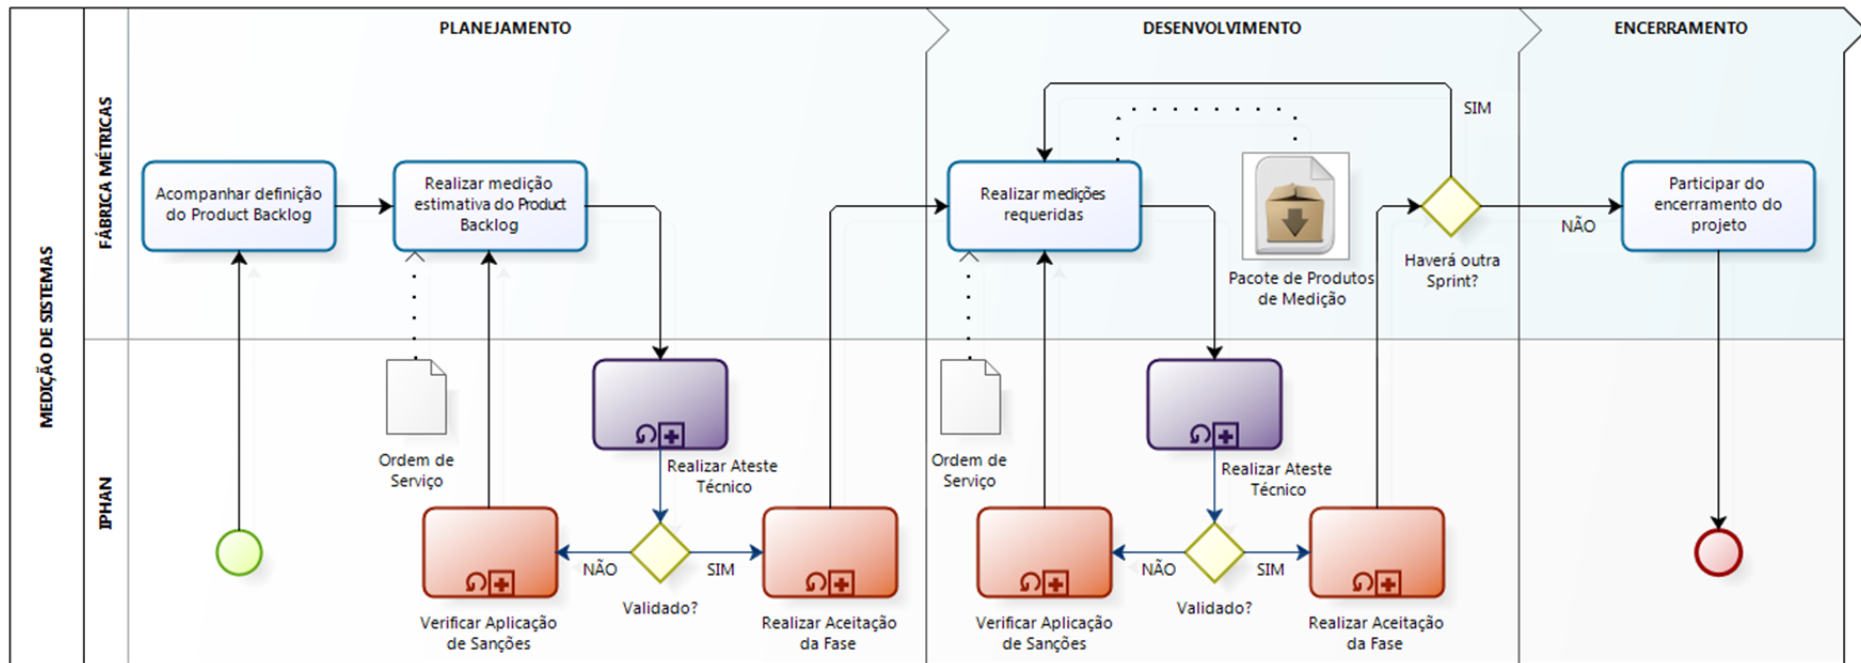 PLANEJAMENTO
DESENVOLVIMENTO
ENCERRAMENTO
MEDIÇÃO DE SISTEMAS
FÁBRICA MÉTRICAS
Acompanhar definição
do Product Backlog
Realizar medição
estimativa do Product
Backlog
Realizar medições
requeridas
Pacote de Produtos
de Medição
SIM
Haverá outra
Sprint?
NÃO
Participar do
encerramento do
projeto
IPHAN
Ordem de
Serviço
Realizar Ateste
Técnico
NÃO
SIM
Validado?
Verificar Aplicação
de Sanções
Realizar Aceitação
da Fase
Ordem de
Serviço
Realizar Ateste
Técnico
NÃO
SIM
Validado?
Verificar Aplicação
de Sanções
Realizar Aceitação
da Fase